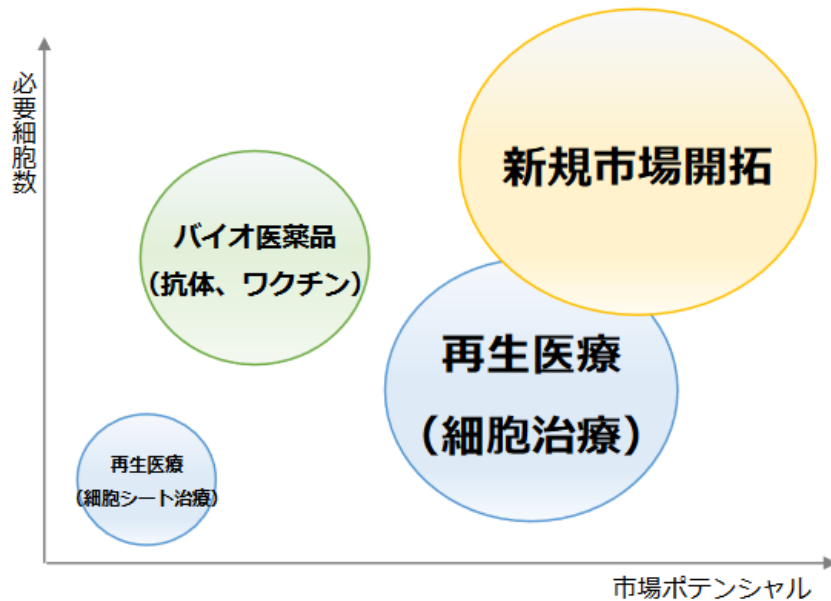 必要細胞数
新規市場開拓
バイオ医薬品
（抗体、ワクチン）
再生医療
（細胞治療）
再生医療
（細胞シート治療）
市場ポテンシャル